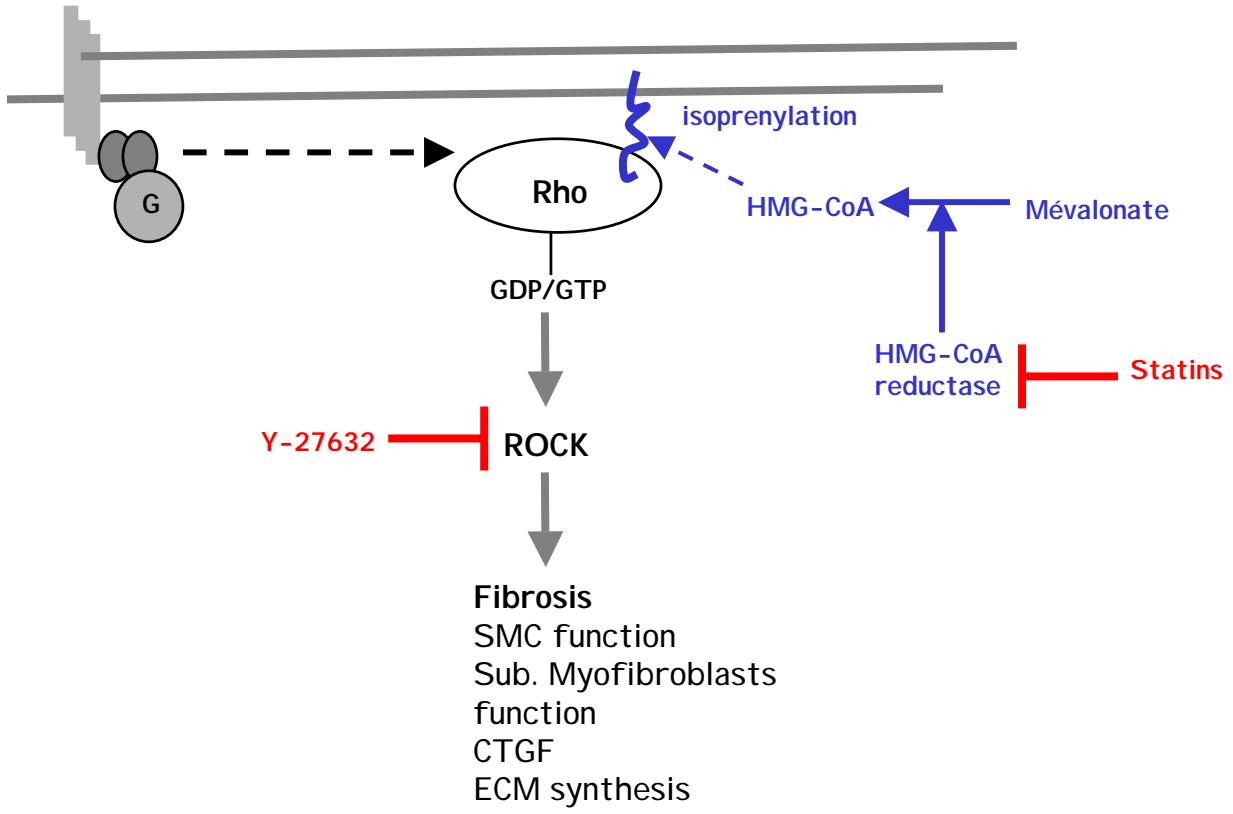 isoprenylation
G
Rho
HMG-CoA
Mévalonate
GDP/GTP
HMG-CoA
reductase
Statins
Y-27632
ROCK
Fibrosis
SMC function
Sub. Myofibroblasts
function
CTGF
ECM synthesis